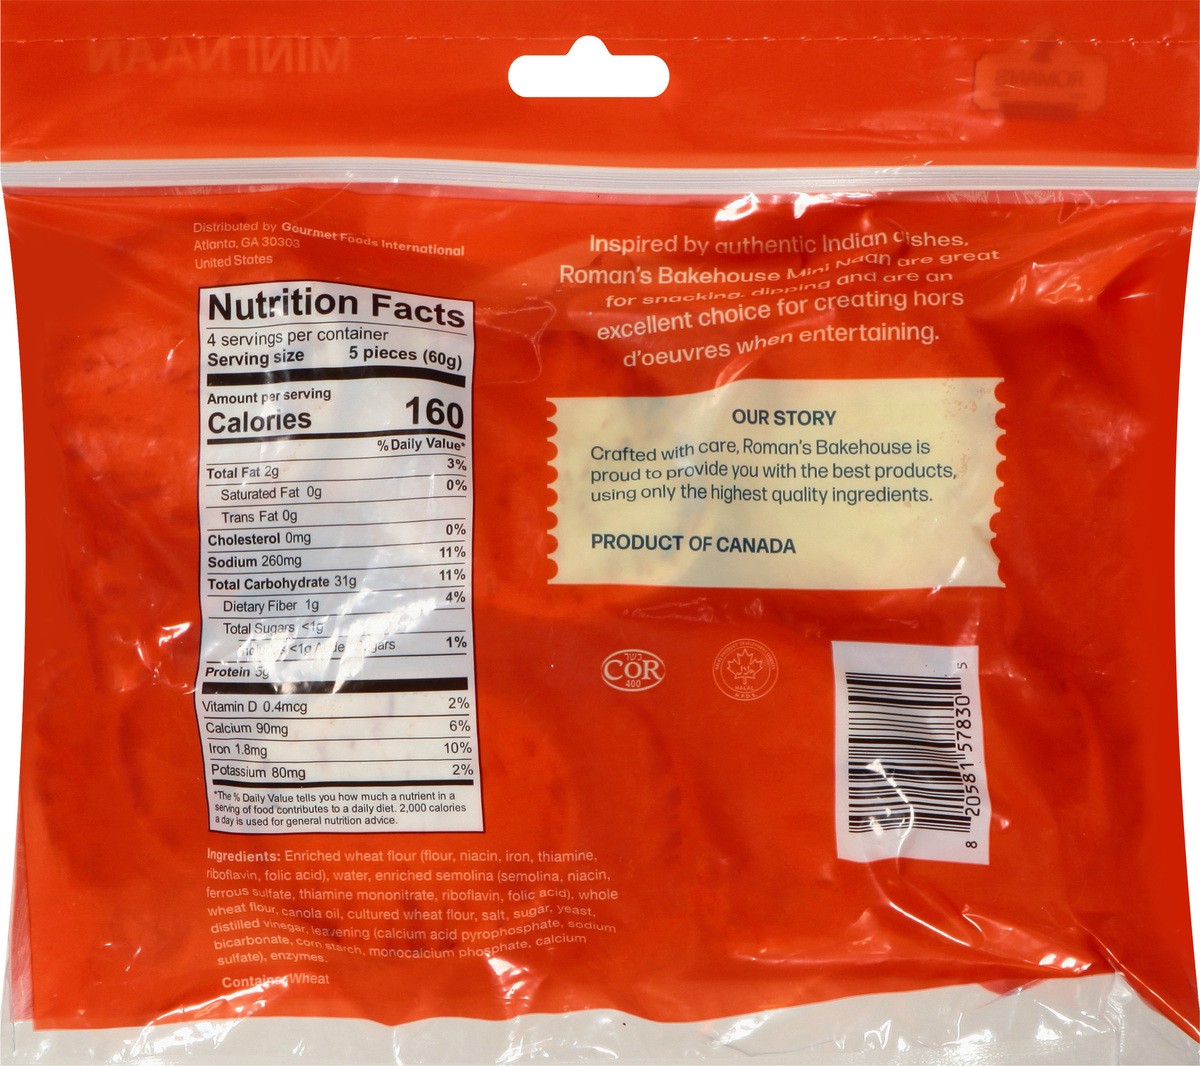 Distributed by Gourmet Foods International
Atlanta, GA 30303
United States
Nutrition Facts
4 servings per container
Serving size 5 pieces (60g)
Amount per serving
Calories 160
% Daily Value*
Total Fat 2g 3%
Saturated Fat 0g 0%
Trans Fat 0g
Cholesterol 0mg 0%
Sodium 260mg 11%
Total Carbohydrate 31g 11%
Dietary Fiber 1g 4%
Total Sugars <1g
<1g 1%
Protein 5g
Vitamin D 0.4mcg 2%
Calcium 90mg 6%
Iron 1.8mg 10%
Potassium 80mg 2%
*The % Daily Value tells you how much a nutrient in a
serving of food contributes to a daily diet. 2,000 calories
a day is used for general nutrition advice.
Ingredients: Enriched wheat flour (flour, niacin, iron, thiamine,
riboflavin, folic acid), water, enriched semolina (semolina, niacin,
ferrous sulfate, thiamine mononitrate, riboflavin, folic acid), whole
wheat flour, canola oil, cultured wheat flour, salt, sugar, yeast,
distilled vinegar, leavening (calcium acid pyrophosphate, sodium
bicarbonate, corn starch, monocalcium phosphate, calcium
sulfate), enzymes.
Contains Wheat
Inspired by authentic Indian dishes,
Roman's Bakehouse Mini Naan are great
for snacking, dipping and are an
excellent choice for creating hors
d'oeuvres when entertaining.
OUR STORY
Crafted with care, Roman's Bakehouse is
proud to provide you with the best products,
using only the highest quality ingredients.
PRODUCT OF CANADA
כשר
COR
400
HALAL
8 20581 57830 5
MINI NAAN
ROMAN'S